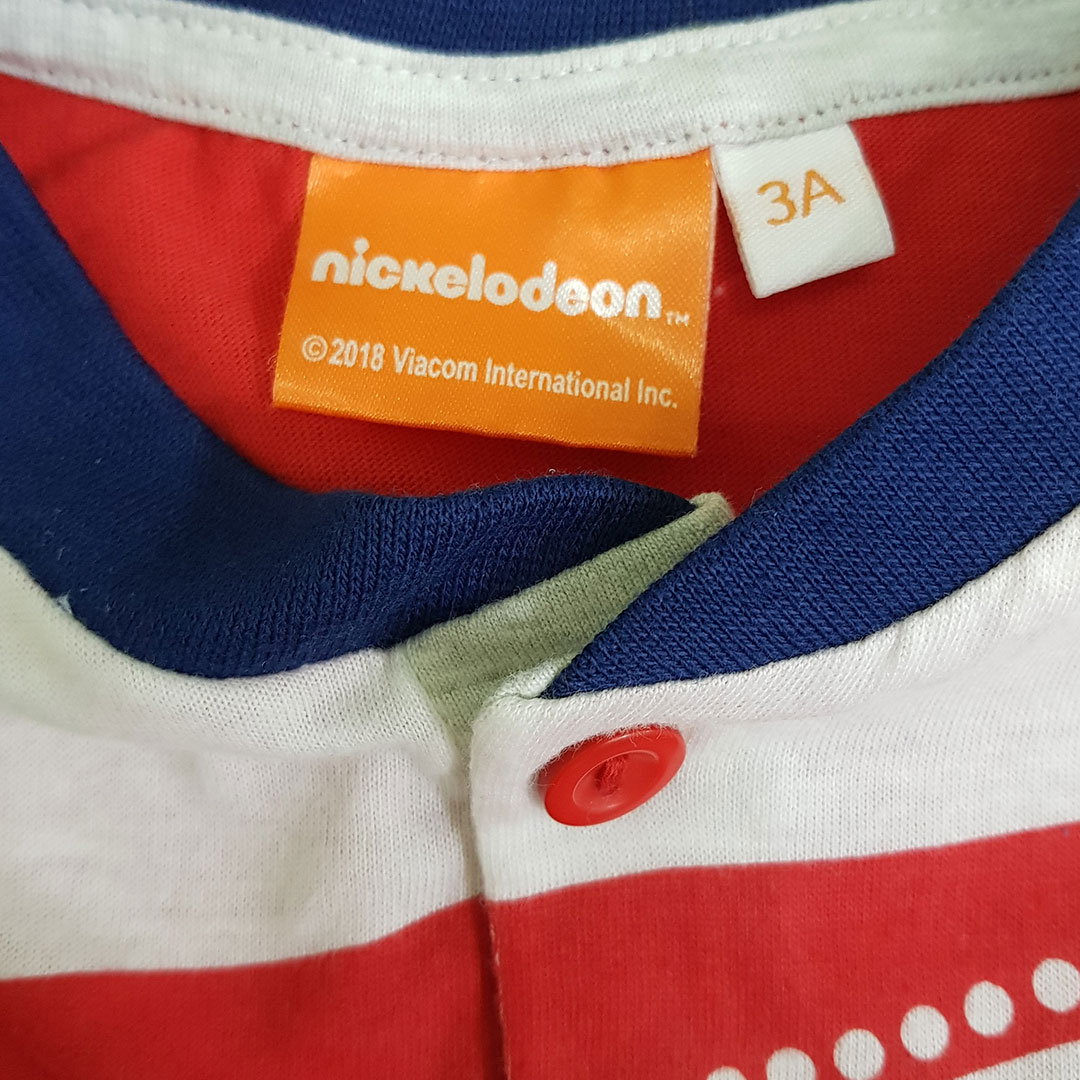 nickelodeon™
©2018 Viacom International Inc.
3A